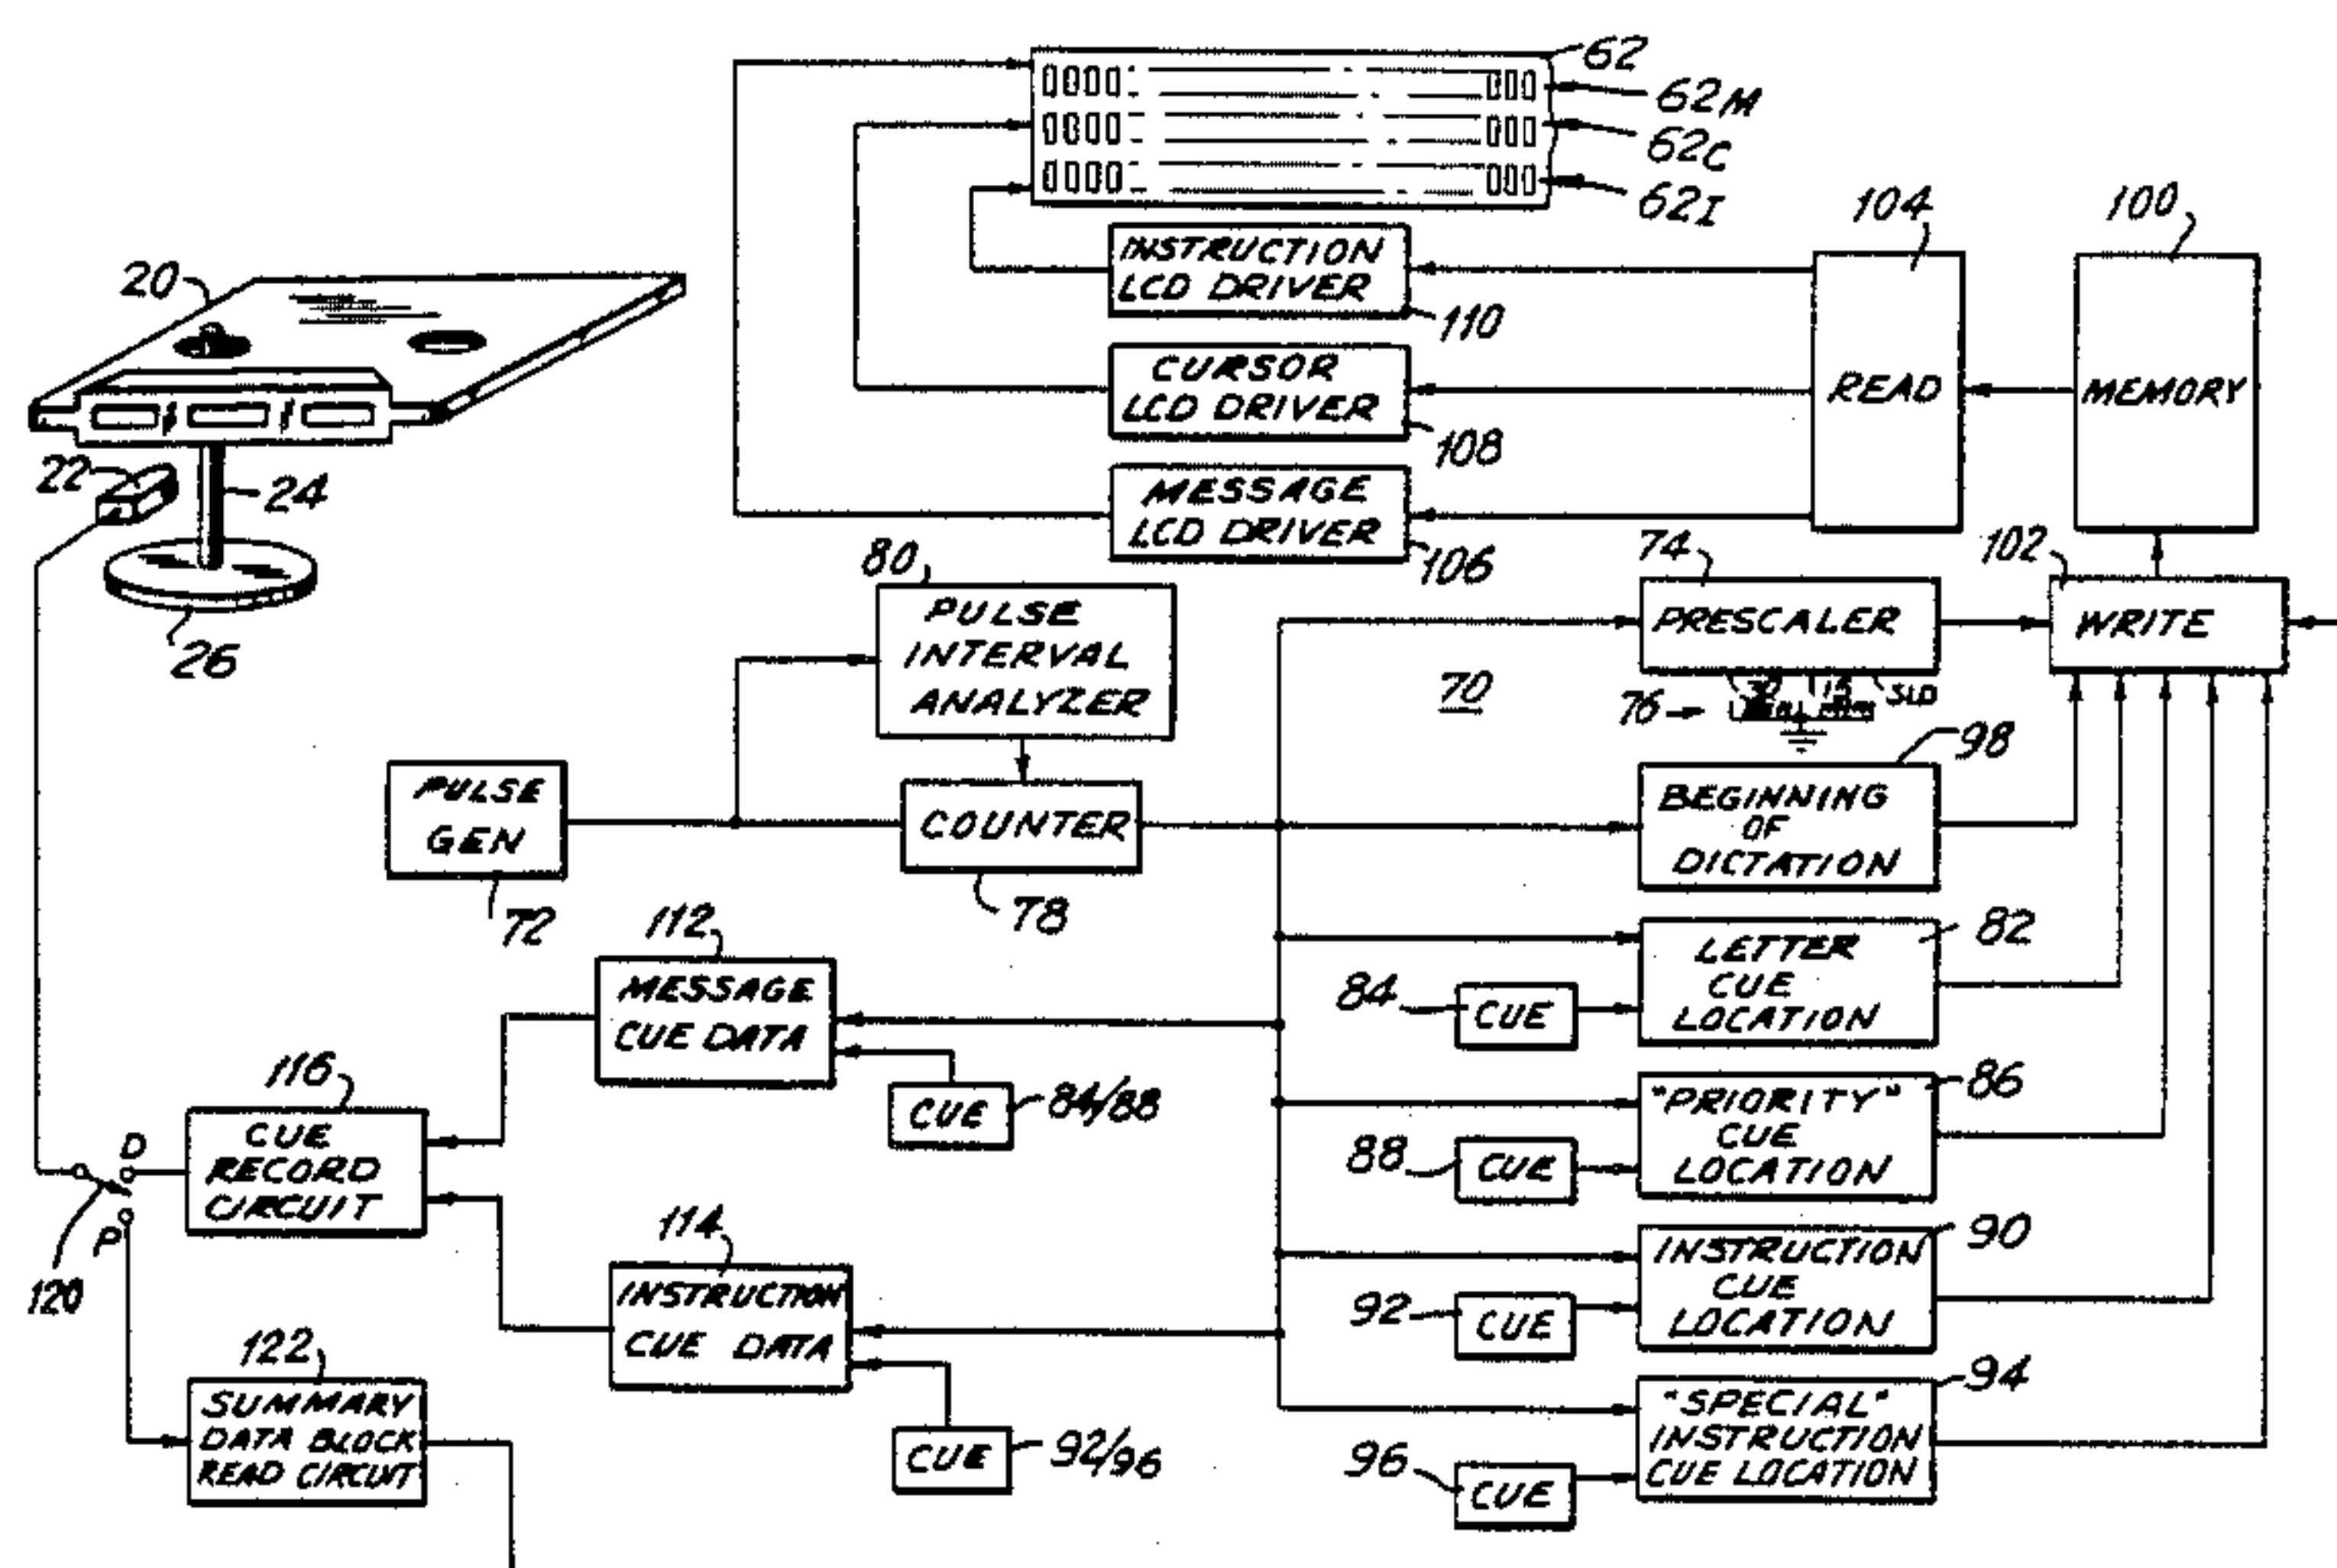 62
62M
62C
62I
104
100
20
INSTRUCTION
LCD DRIVER
110
CURSOR
LCD DRIVER
108
READ
MEMORY
22
24
MESSAGE
LCD DRIVER
106
26
80
PULSE
INTERVAL
ANALYZER
74
PRESCALER
102
WRITE
70
76
30
15
SLD
98
PULSE
GEN
72
COUNTER
78
BEGINNING
OF
DICTATION
112
MESSAGE
CUE DATA
82
LETTER
CUE
LOCATION
84
CUE
CUE
84/88
116
CUE
RECORD
CIRCUIT
D
P
120
86
"PRIORITY"
CUE
LOCATION
88
CUE
114
INSTRUCTION
CUE DATA
90
INSTRUCTION
CUE
LOCATION
92
CUE
122
SUMMARY
DATA BLOCK
READ CIRCUIT
CUE
92/96
94
"SPECIAL"
INSTRUCTION
CUE LOCATION
96
CUE